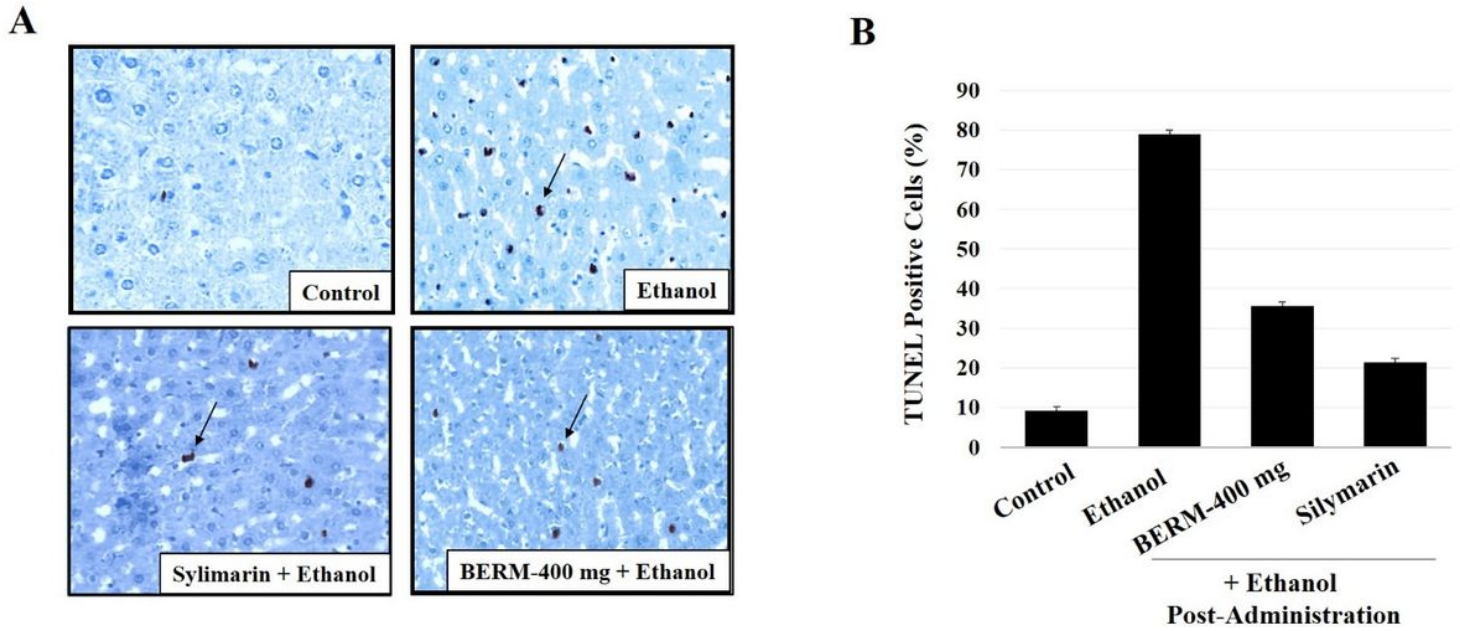 A
Control
Ethanol
Sylimarin + Ethanol
BERM-400 mg + Ethanol
B
TUNEL Positive Cells (%)
90
80
70
60
50
40
30
20
10
0
Control
Ethanol
BERM-400 mg
Silymarin
+ Ethanol
Post-Administration